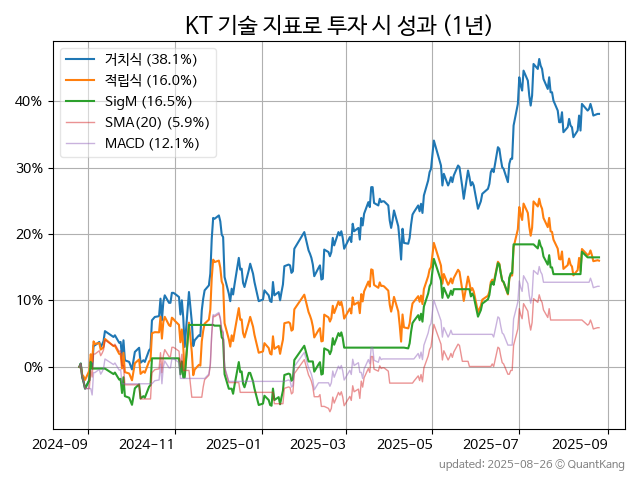 KT 기술 지표로 투자 시 성과 (1년)
거치식 (38.1%)
적립식 (16.0%)
SigM (16.5%)
SMA(20) (5.9%)
MACD (12.1%)
40%
30%
20%
10%
0%
2024-09 2024-11 2025-01 2025-03 2025-05 2025-07 2025-09
updated: 2025-08-26 © QuantKang